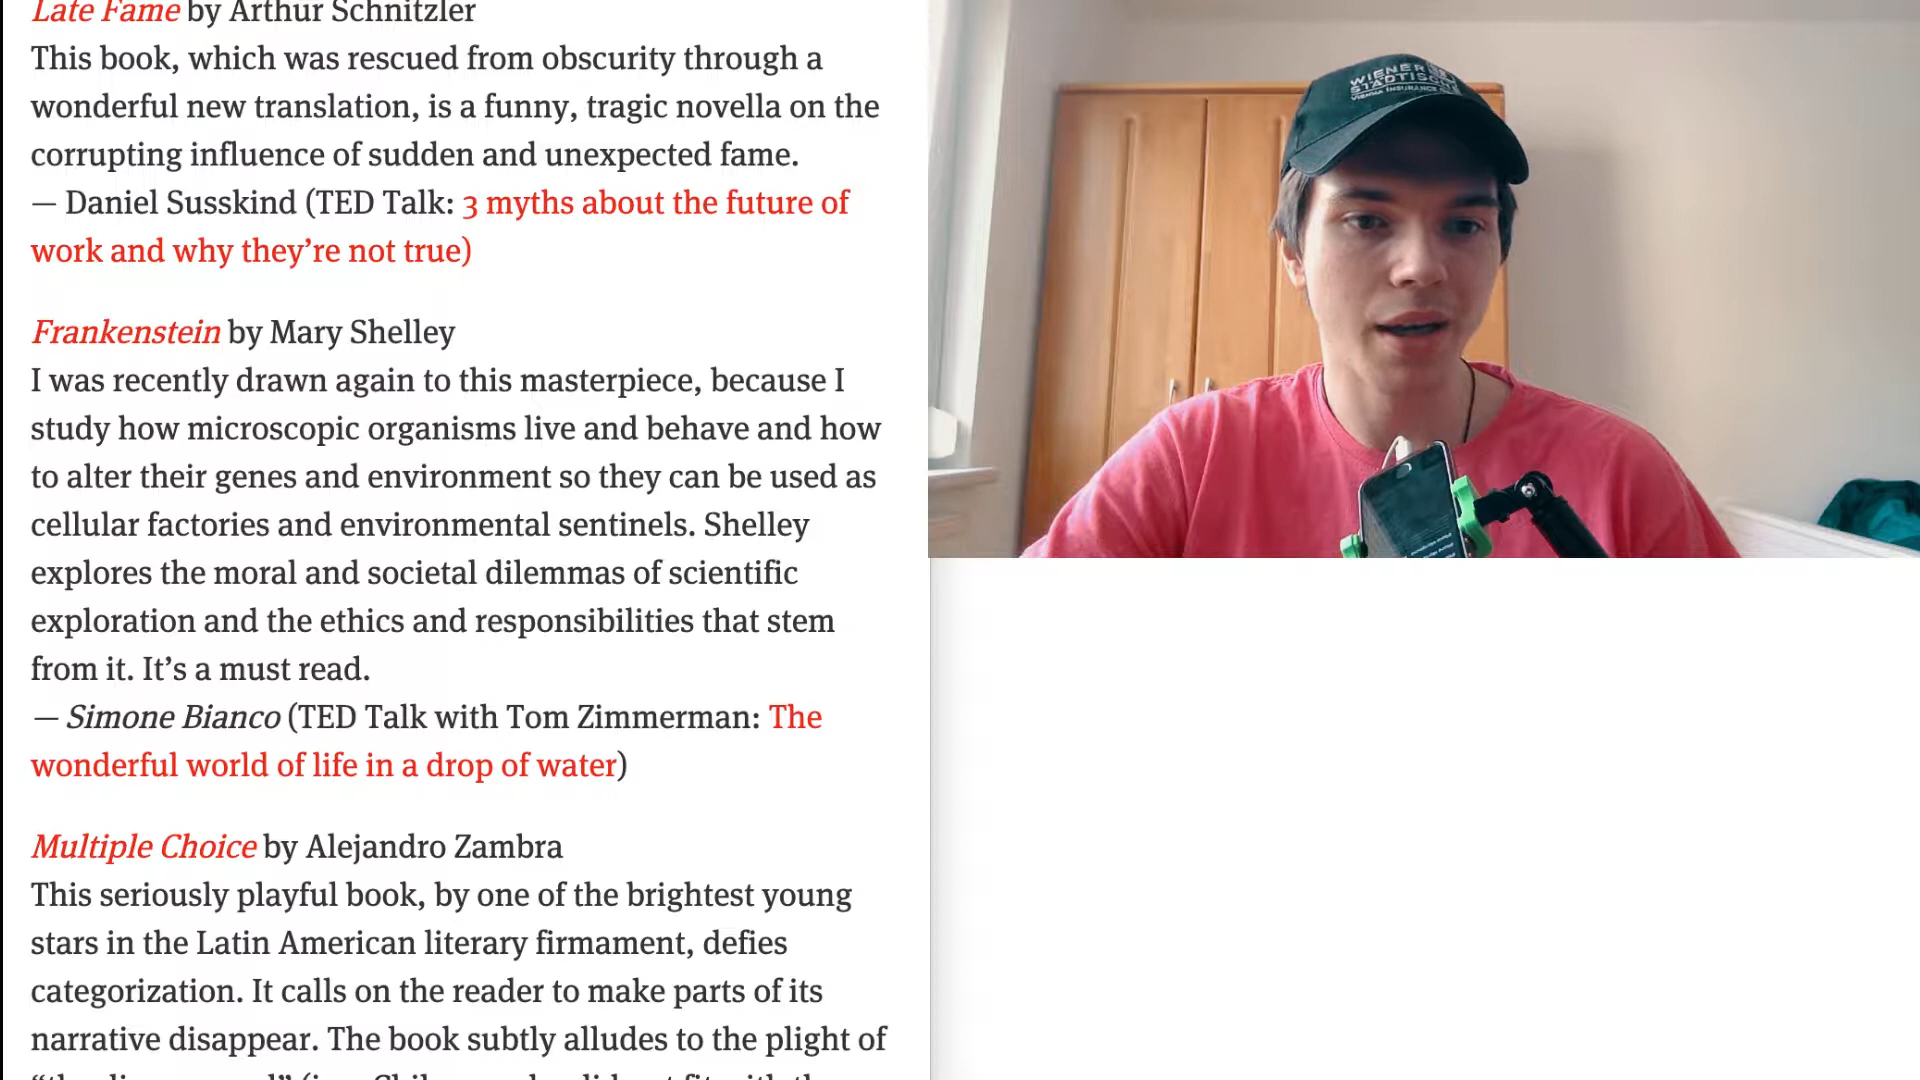 Late Fame by Arthur Schnitzler
This book, which was rescued from obscurity through a
wonderful new translation, is a funny, tragic novella on the
corrupting influence of sudden and unexpected fame.
— Daniel Susskind (TED Talk: 3 myths about the future of
work and why they’re not true)
Frankenstein by Mary Shelley
I was recently drawn again to this masterpiece, because I
study how microscopic organisms live and behave and how
to alter their genes and environment so they can be used as
cellular factories and environmental sentinels. Shelley
explores the moral and societal dilemmas of scientific
exploration and the ethics and responsibilities that stem
from it. It’s a must read.
— Simone Bianco (TED Talk with Tom Zimmerman: The
wonderful world of life in a drop of water)
Multiple Choice by Alejandro Zambra
This seriously playful book, by one of the brightest young
stars in the Latin American literary firmament, defies
categorization. It calls on the reader to make parts of its
narrative disappear. The book subtly alludes to the plight of
WIENER
STÄDTISCHE
VIENNA INSURANCE